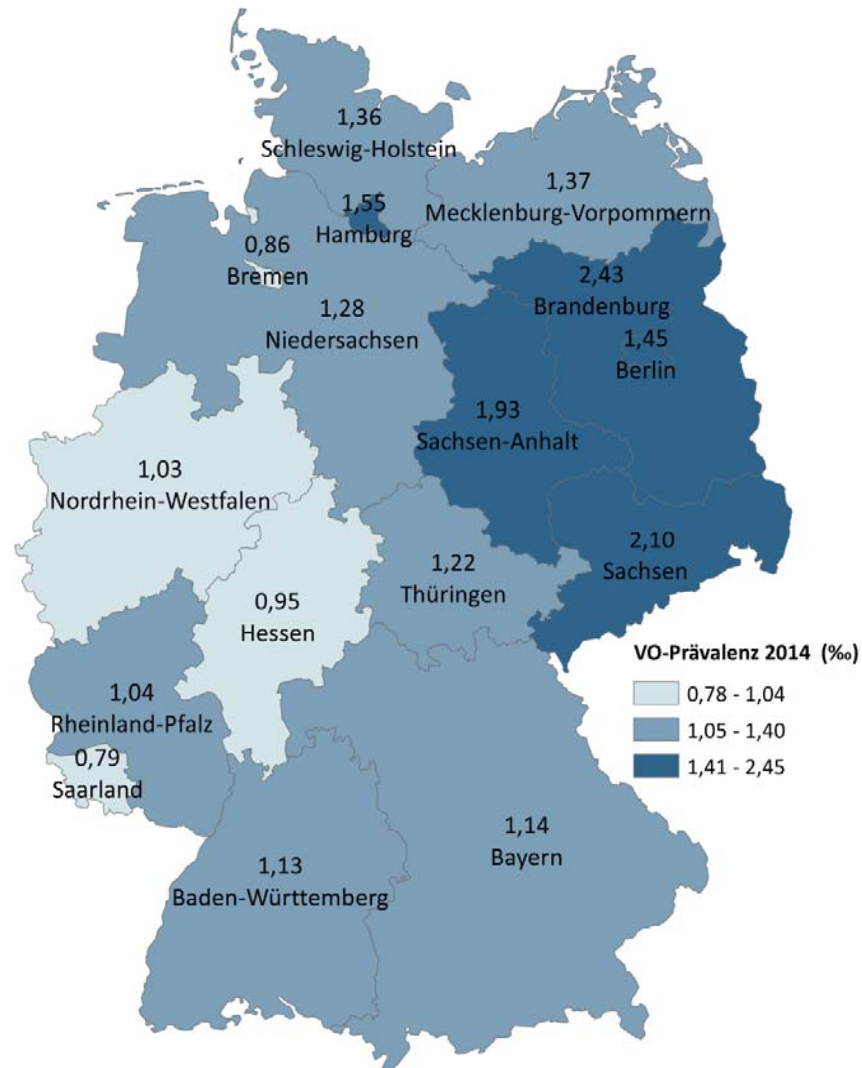 1,36
Schleswig-Holstein
1,37
Mecklenburg-Vorpommern
1,55
Hamburg
0,86
Bremen
2,43
Brandenburg
1,28
Niedersachsen
1,45
Berlin
1,93
Sachsen-Anhalt
1,03
Nordrhein-Westfalen
2,10
Sachsen
1,22
Thüringen
0,95
Hessen
VO-Prävalenz 2014 (‰)
0,78 - 1,04
1,05 - 1,40
1,41 - 2,45
1,04
Rheinland-Pfalz
0,79
Saarland
1,14
Bayern
1,13
Baden-Württemberg